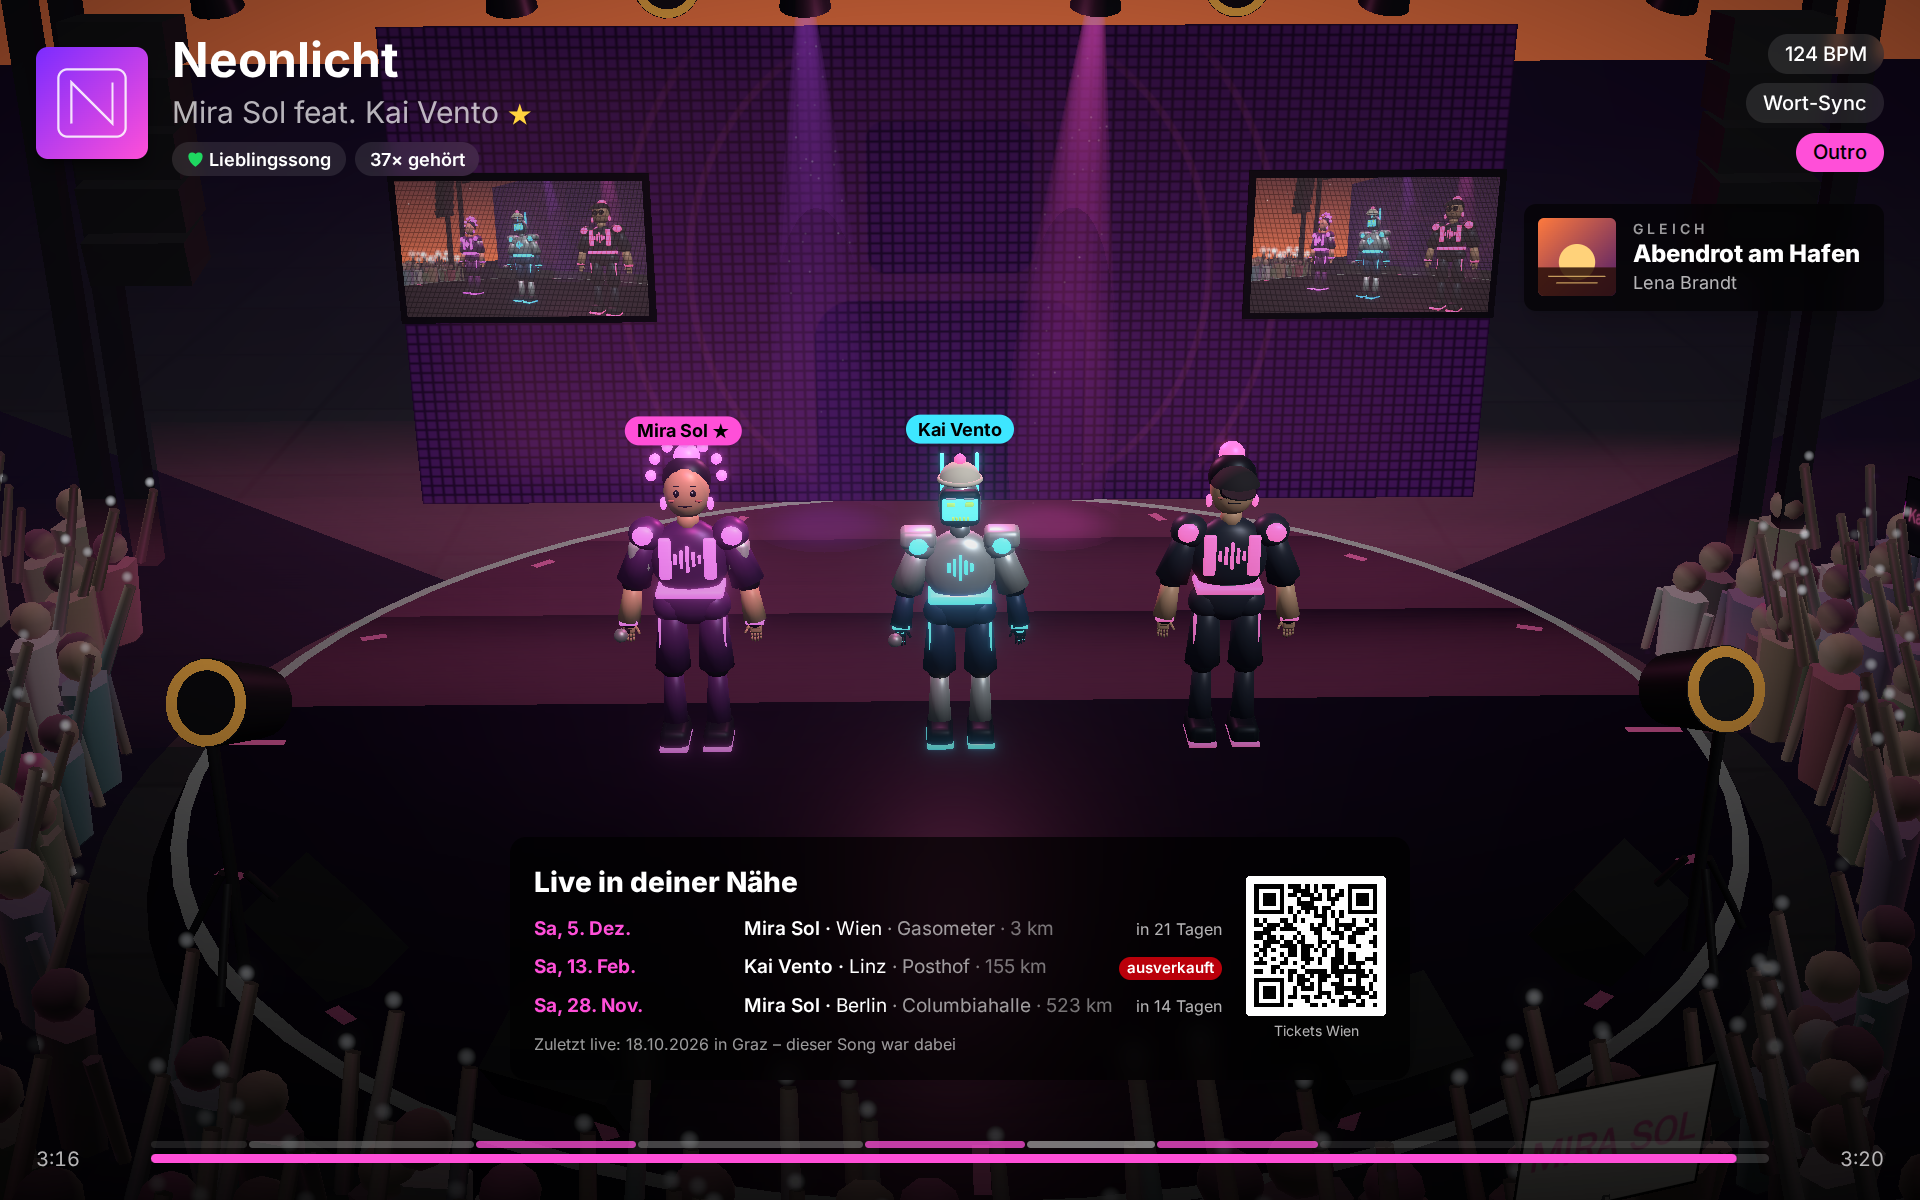 Neonlicht
Mira Sol feat. Kai Vento ★
Lieblingssong
37× gehört
124 BPM
Wort-Sync
Outro
GLEICH
Abendrot am Hafen
Lena Brandt
Mira Sol ★
Kai Vento
Live in deiner Nähe
Sa, 5. Dez. Mira Sol · Wien · Gasometer · 3 km in 21 Tagen
Sa, 13. Feb. Kai Vento · Linz · Posthof · 155 km ausverkauft
Sa, 28. Nov. Mira Sol · Berlin · Columbiahalle · 523 km in 14 Tagen
Zuletzt live: 18.10.2026 in Graz – dieser Song war dabei
Tickets Wien
MIRA SOL
3:16
3:20